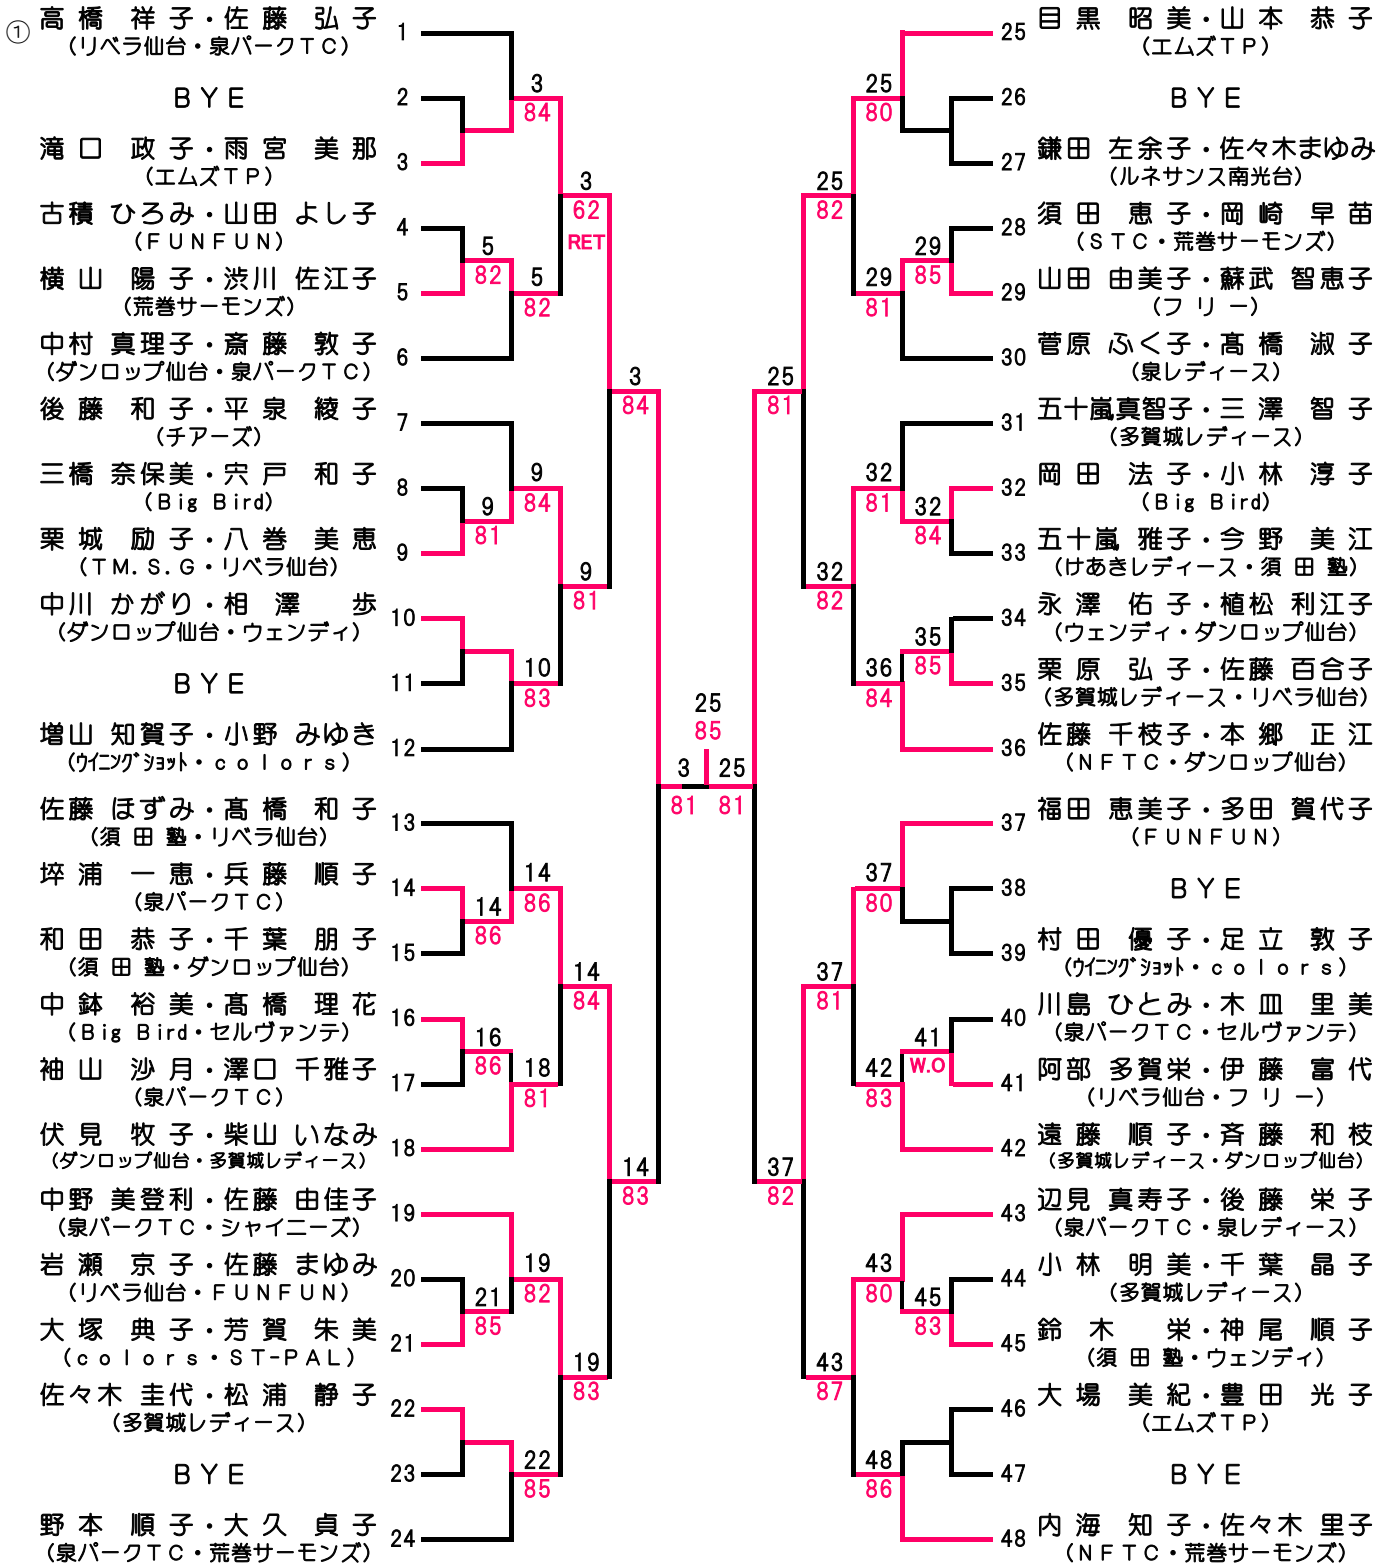 ① 高橋 祥子・佐藤 弘子 1
(リベラ仙台・泉パークTC)
BYE 2
滝口 政子・雨宮 美那 3
(エムズTP)
古積 ひろみ・山田 よし子 4
(FUNFUN)
横山 陽子・渋川 佐江子 5
(荒巻サーモンズ)
中村 真理子・斎藤 敦子 6
(ダンロップ仙台・泉パークTC)
後藤 和子・平泉 綾子 7
(チアーズ)
三橋 奈保美・宍戸 和子 8
(Big Bird)
栗城 励子・八巻 美恵 9
(TM.S.G・リベラ仙台)
中川 かがり・相澤 歩 10
(ダンロップ仙台・ウェンディ)
BYE 11
増山 知賀子・小野 みゆき 12
(ウイニングショット・colors)
佐藤 ほずみ・髙橋 和子 13
(須田塾・リベラ仙台)
埣浦 一恵・兵藤 順子 14
(泉パークTC)
和田 恭子・千葉 朋子 15
(須田塾・ダンロップ仙台)
中鉢 裕美・髙橋 理花 16
(Big Bird・セルヴァンテ)
袖山 沙月・澤口 千雅子 17
(泉パークTC)
伏見 牧子・柴山 いなみ 18
(ダンロップ仙台・多賀城レディース)
中野 美登利・佐藤 由佳子 19
(泉パークTC・シャイニーズ)
岩瀬 京子・佐藤 まゆみ 20
(リベラ仙台・FUNFUN)
大塚 典子・芳賀 朱美 21
(colors・ST-PAL)
佐々木 圭代・松浦 静子 22
(多賀城レディース)
BYE 23
野本 順子・大久 貞子 24
(泉パークTC・荒巻サーモンズ)
5
82
9
81
14
86
16
86
21
85
3
84
5
82
9
84
10
83
14
86
18
81
19
82
22
85
3
62
RET
9
81
14
84
19
83
3
84
14
83
3
81
25
85
25
81
25
81
37
82
25
82
32
82
37
81
43
87
25
80
29
81
32
81
36
84
37
80
42
83
43
80
48
86
29
85
32
84
35
85
41
W.O
45
83
25 目黒 昭美・山本 恭子
(エムズTP)
26 BYE
27 鎌田 左余子・佐々木まゆみ
(ルネサンス南光台)
28 須田 恵子・岡崎 早苗
(STC・荒巻サーモンズ)
29 山田 由美子・蘇武 智恵子
(フリー)
30 菅原 ふく子・髙橋 淑子
(泉レディース)
31 五十嵐真智子・三澤 智子
(多賀城レディース)
32 岡田 法子・小林 淳子
(Big Bird)
33 五十嵐 雅子・今野 美江
(けあきレディース・須田塾)
34 永澤 佑子・植松 利江子
(ウェンディ・ダンロップ仙台)
35 栗原 弘子・佐藤 百合子
(多賀城レディース・リベラ仙台)
36 佐藤 千枝子・本郷 正江
(NFTC・ダンロップ仙台)
37 福田 恵美子・多田 賀代子
(FUNFUN)
38 BYE
39 村田 優子・足立 敦子
(ウイニングショット・colors)
40 川島 ひとみ・木皿 里美
(泉パークTC・セルヴァンテ)
41 阿部 多賀栄・伊藤 富代
(リベラ仙台・フリー)
42 遠藤 順子・斉藤 和枝
(多賀城レディース・ダンロップ仙台)
43 辺見 真寿子・後藤 栄子
(泉パークTC・泉レディース)
44 小林 明美・千葉 晶子
(多賀城レディース)
45 鈴木 栄・神尾 順子
(須田塾・ウェンディ)
46 大場 美紀・豊田 光子
(エムズTP)
47 BYE
48 内海 知子・佐々木 里子
(NFTC・荒巻サーモンズ)